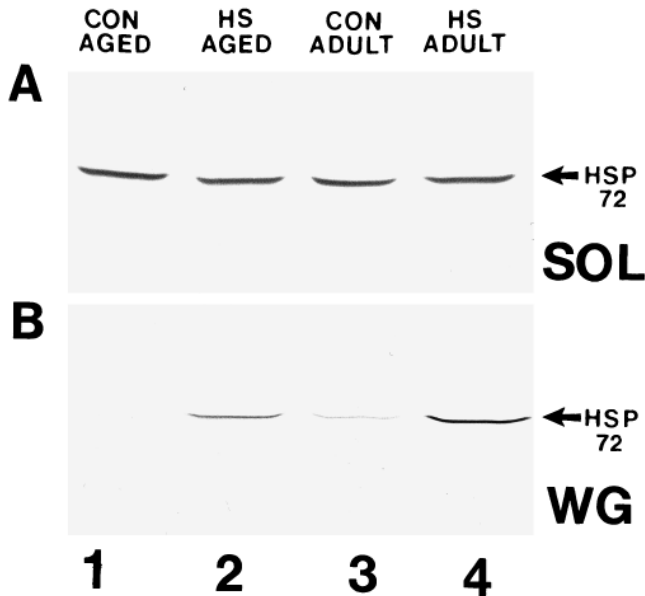 CON AGED
HS AGED
CON ADULT
HS ADULT
A
HSP 72
SOL
B
HSP 72
WG
1 2 3 4